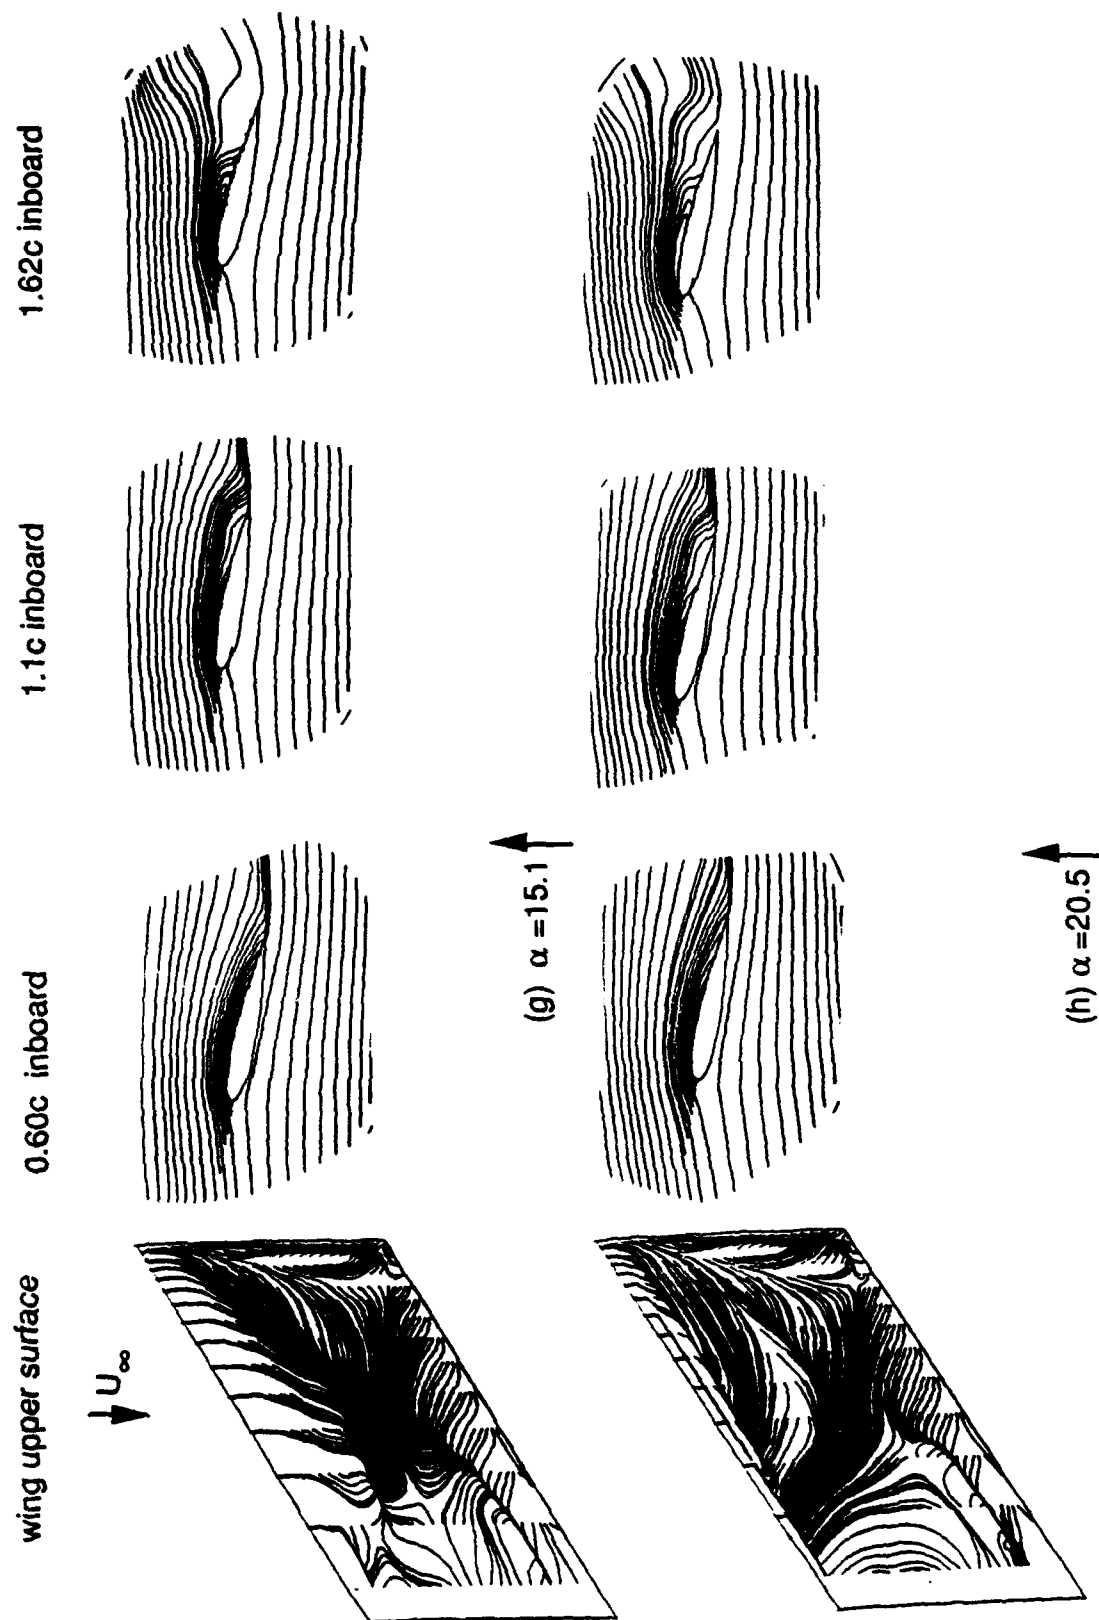 wing upper surface
0.60c inboard
1.1c inboard
1.62c inboard
U∞
(g) α =15.1
(h) α =20.5